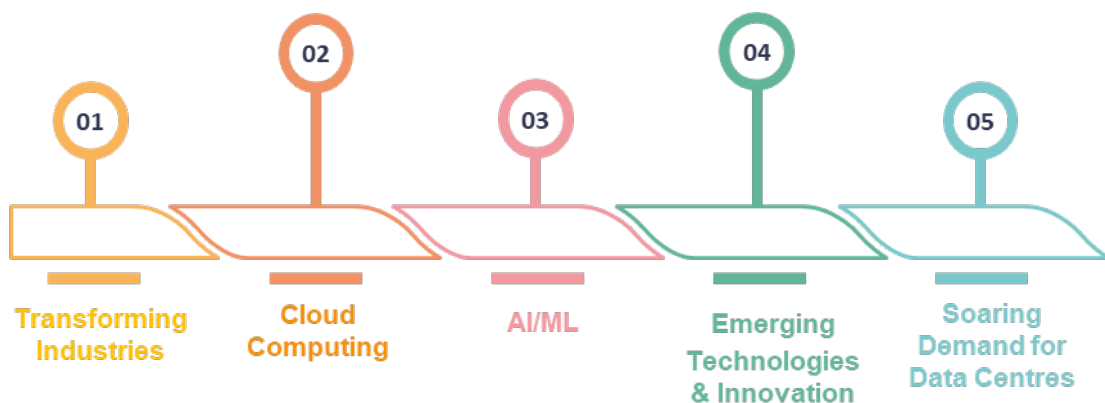 01
02
03
04
05
Transforming
Industries
Cloud
Computing
AI/ML
Emerging
Technologies
& Innovation
Soaring
Demand for
Data Centres